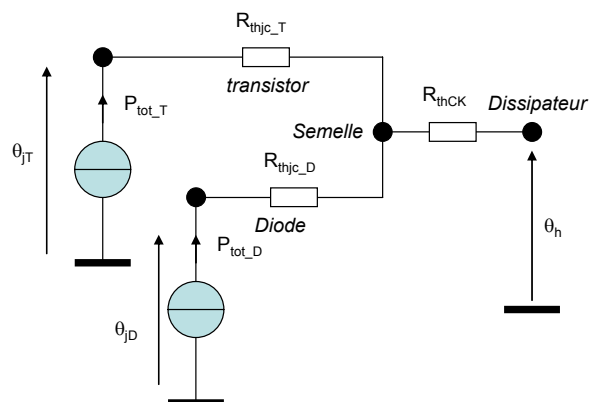 R_thjc_T
transistor
P_tot_T
θ_jT
R_thCK
Dissipateur
Semelle
R_thjc_D
Diode
P_tot_D
θ_h
θ_jD